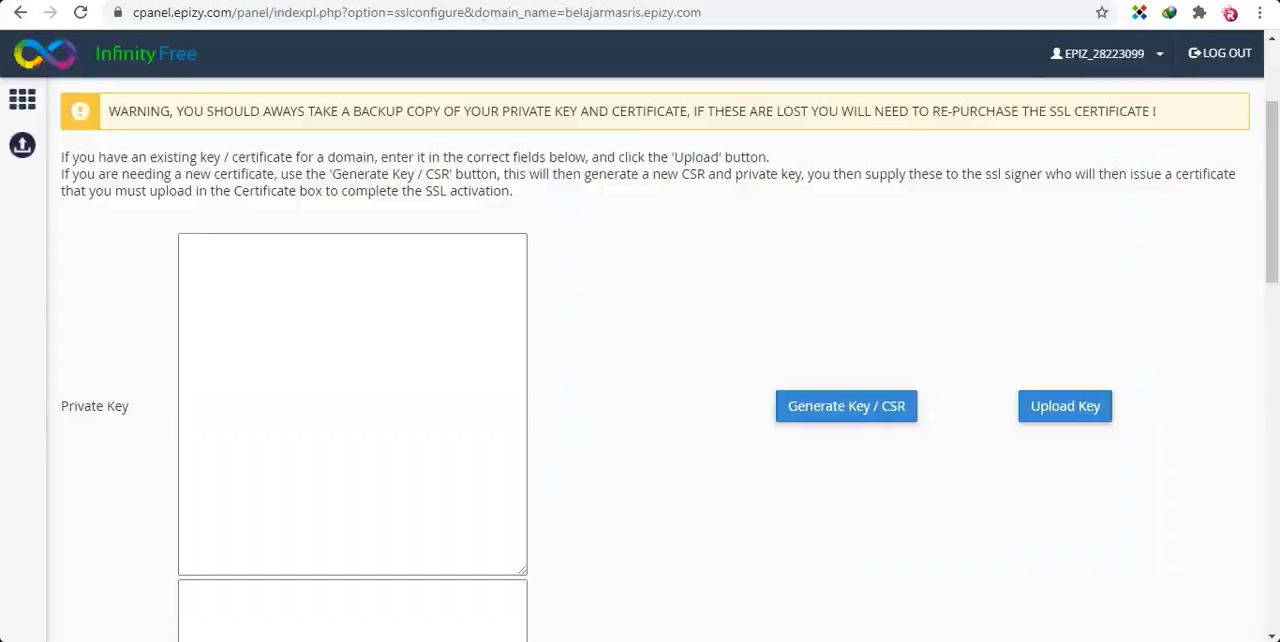 cpanel.epizy.com/panel/indexpl.php?option=sslconfigure&domain_name=belajarmasris.epizy.com
InfinityFree
EPIZ_28223099
LOG OUT
WARNING, YOU SHOULD AWAYS TAKE A BACKUP COPY OF YOUR PRIVATE KEY AND CERTIFICATE, IF THESE ARE LOST YOU WILL NEED TO RE-PURCHASE THE SSL CERTIFICATE !
If you have an existing key / certificate for a domain, enter it in the correct fields below, and click the 'Upload' button.
If you are needing a new certificate, use the 'Generate Key / CSR' button, this will then generate a new CSR and private key, you then supply these to the ssl signer who will then issue a certificate
that you must upload in the Certificate box to complete the SSL activation.
Private Key
Generate Key / CSR
Upload Key